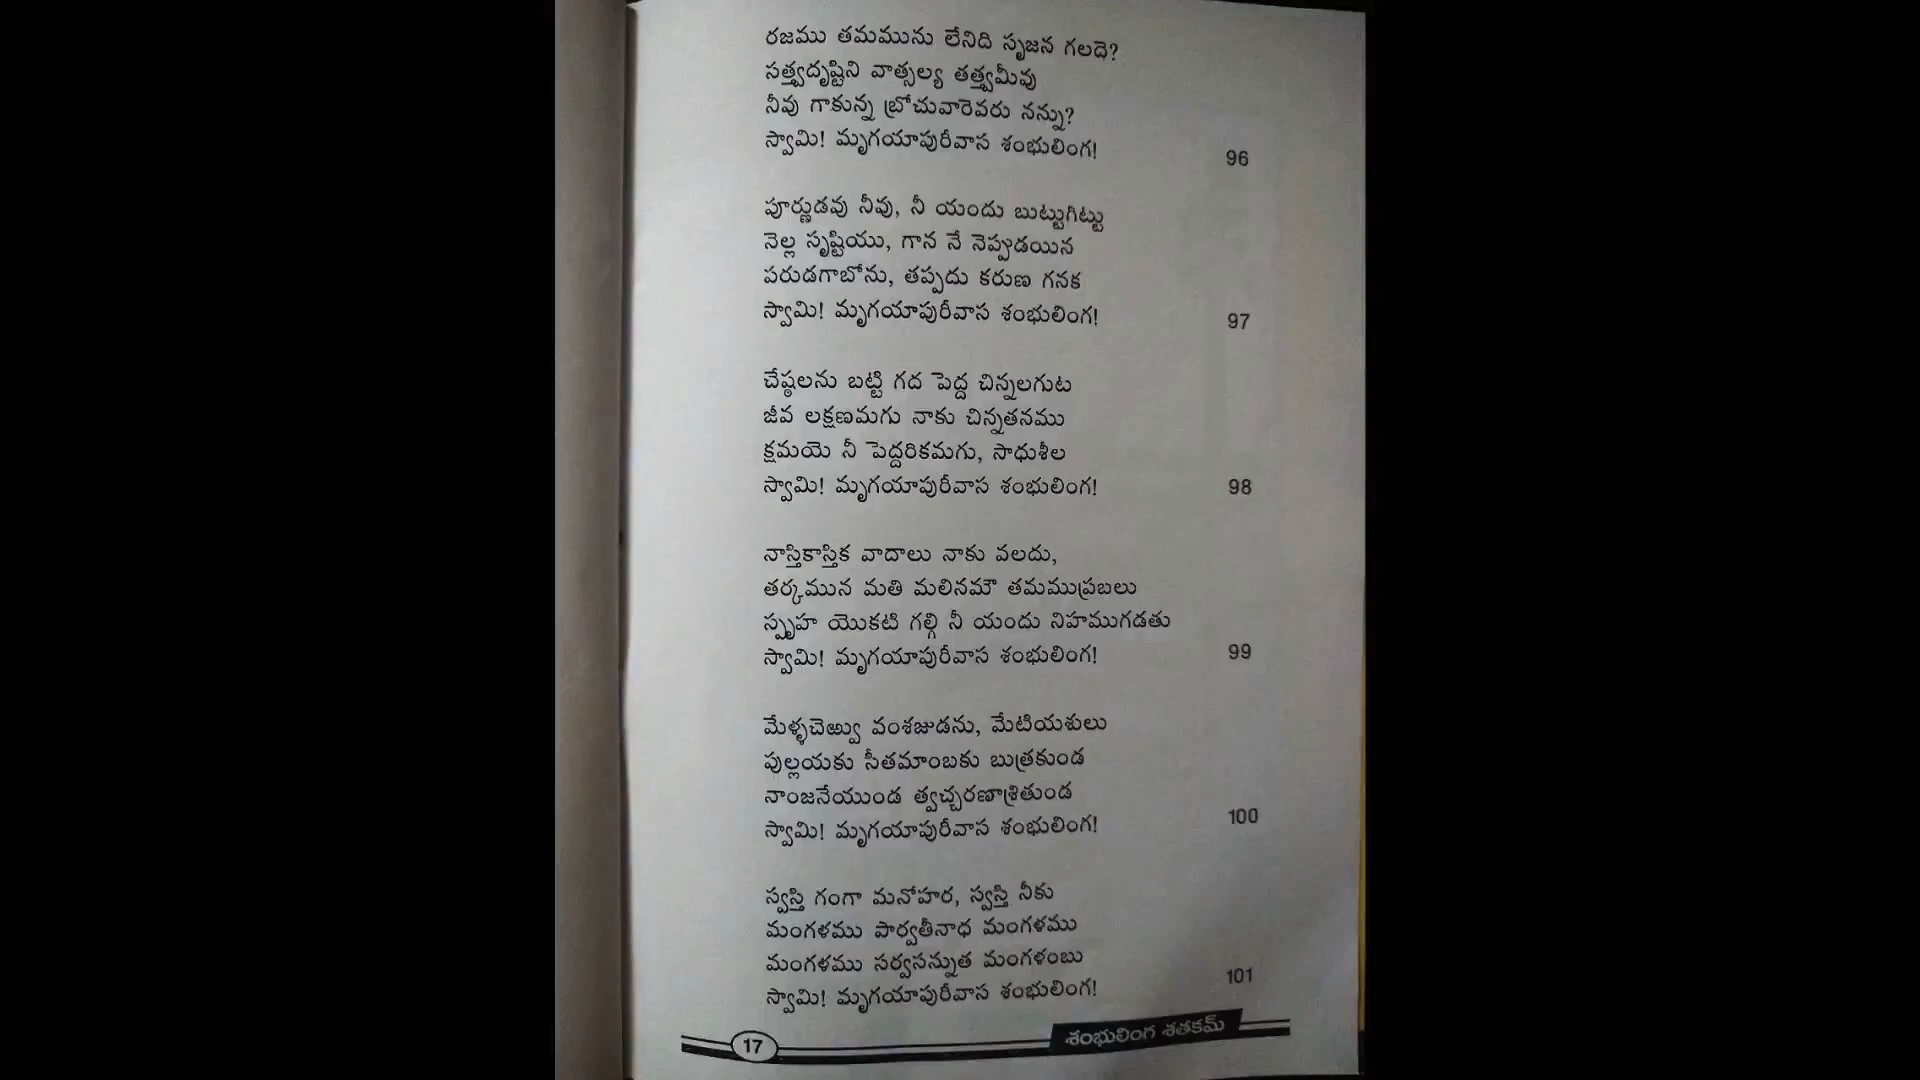 రజము తమమును లేనిది సృజన గలదె?
సత్త్వదృష్టిని వాత్సల్య తత్త్వమీవు
నీవు గాకున్న బ్రోచువారెవరు నన్ను?
స్వామి! మృగయాపురీవాస శంభులింగ! 96
పూర్ణుడవు నీవు, నీ యందు బుట్టుగిట్టు
నెల్ల సృష్టియు, గాన నే నెప్పుడయిన
పరుడగాబోను, తప్పదు కరుణ గనక
స్వామి! మృగయాపురీవాస శంభులింగ! 97
చేష్ఠలను బట్టి గద పెద్ద చిన్నలగుట
జీవ లక్షణమగు నాకు చిన్నతనము
క్షమయె నీ పెద్దరికమగు, సాధుశీల
స్వామి! మృగయాపురీవాస శంభులింగ! 98
నాస్తికాస్తిక వాదాలు నాకు వలదు,
తర్కమున మతి మలినమౌ తమముప్రబలు
స్పృహ యొకటి గల్గి నీ యందు నిహముగడతు
స్వామి! మృగయాపురీవాస శంభులింగ! 99
మేళ్ళచెఱ్వు వంశజుడను, మేటియశులు
పుల్లయకు సీతమాంబకు బుత్రకుండ
నాంజనేయుండ త్వచ్చరణాశ్రితుండ
స్వామి! మృగయాపురీవాస శంభులింగ! 100
స్వస్తి గంగా మనోహర, స్వస్తి నీకు
మంగళము పార్వతీనాధ మంగళము
మంగళము సర్వసన్నుత మంగళంబు
స్వామి! మృగయాపురీవాస శంభులింగ! 101
17 శంభులింగ శతకమ్